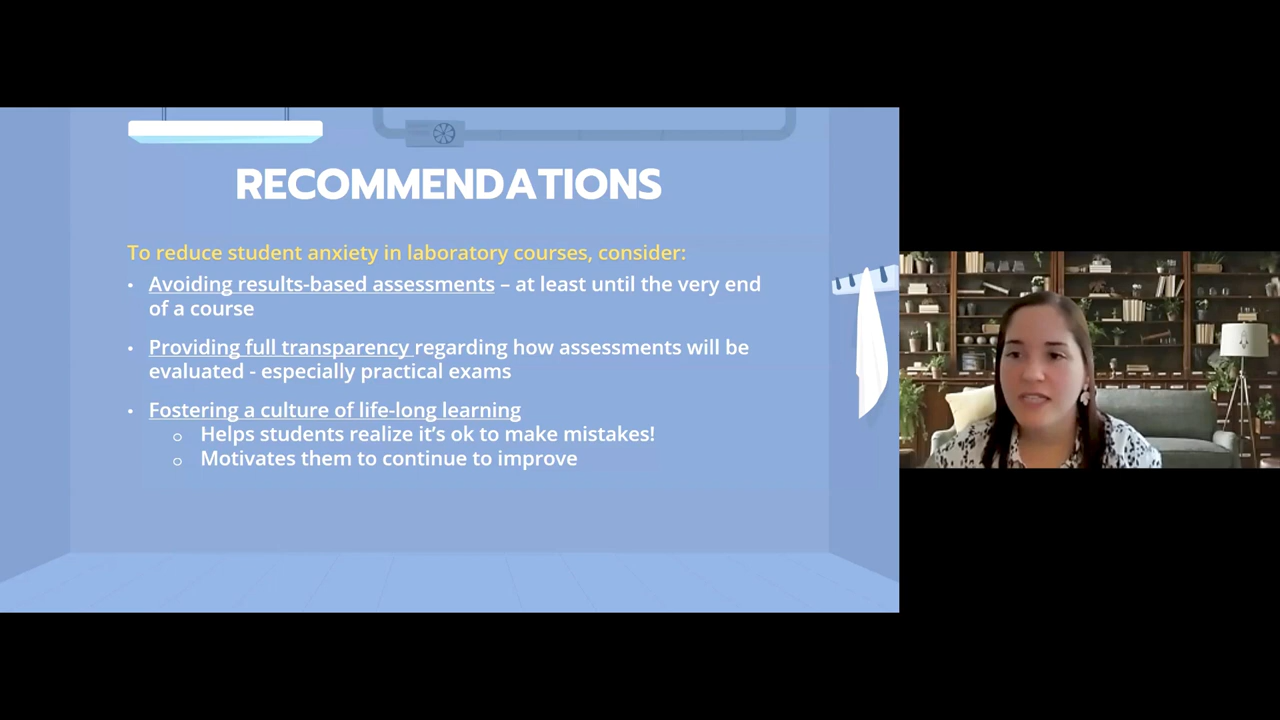 RECOMMENDATIONS
To reduce student anxiety in laboratory courses, consider:
• Avoiding results-based assessments – at least until the very end
of a course
• Providing full transparency regarding how assessments will be
evaluated - especially practical exams
• Fostering a culture of life-long learning
o Helps students realize it’s ok to make mistakes!
o Motivates them to continue to improve